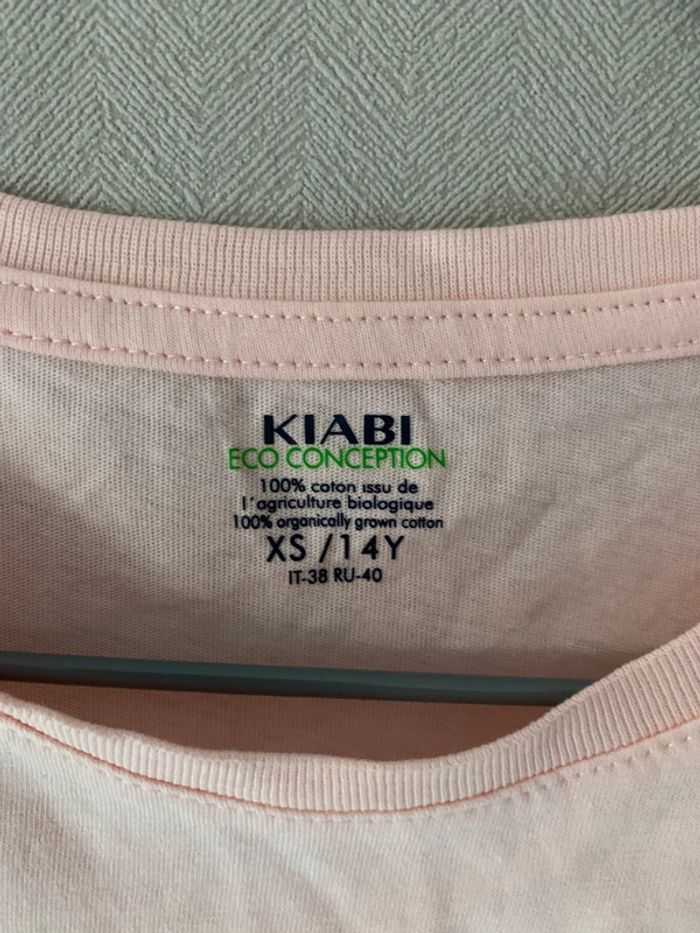 KIABI
ECO CONCEPTION
100% coton issu de
l'agriculture biologique
100% organically grown cotton
XS /14Y
IT-38 RU-40